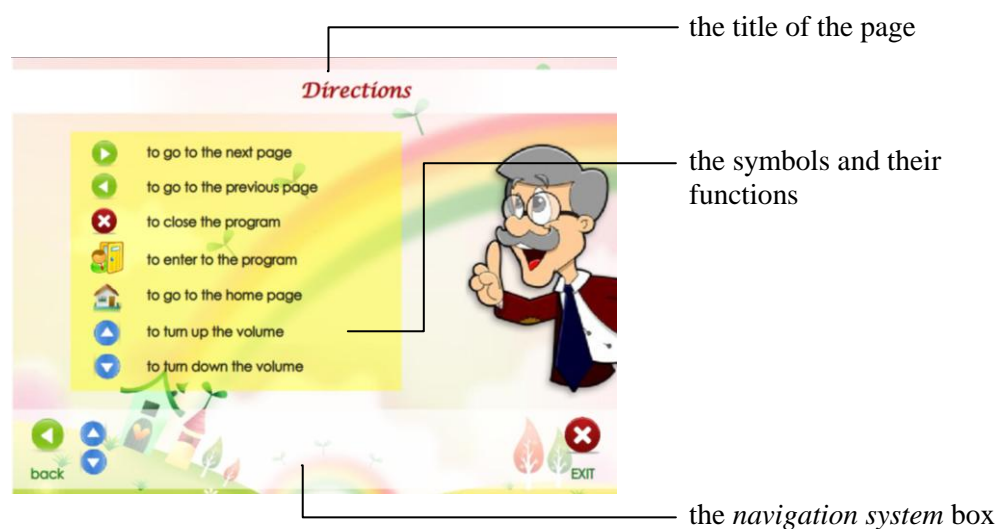 the title of the page
Directions
to go to the next page
the symbols and their
functions
to go to the previous page
to close the program
to enter to the program
to go to the home page
to turn up the volume
to turn down the volume
back
EXIT
the navigation system box